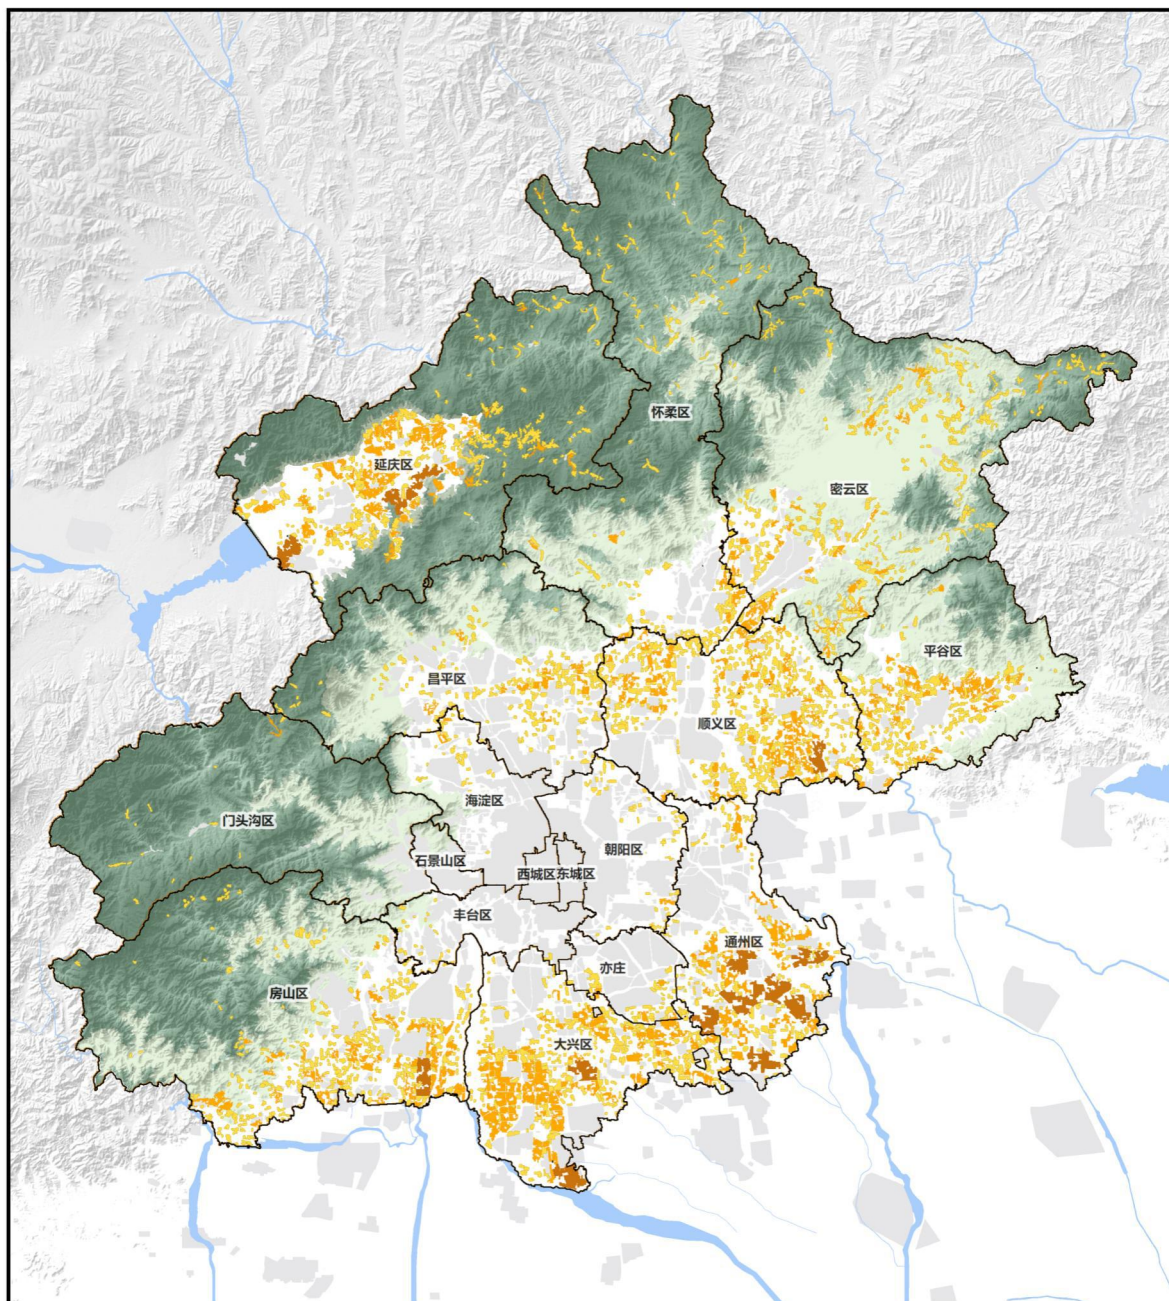 怀柔区
延庆区
密云区
平谷区
昌平区
顺义区
海淀区
门头沟区
朝阳区
石景山区
西城区
东城区
丰台区
通州区
亦庄
房山区
大兴区